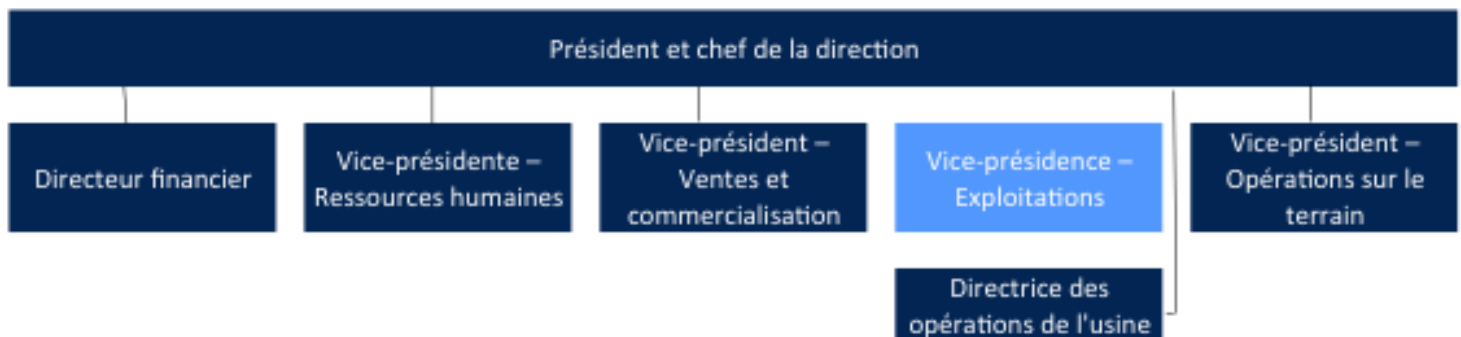 Président et chef de la direction
Directeur financier
Vice-présidente –
Ressources humaines
Vice-président –
Ventes et
commercialisation
Vice-présidence –
Exploitations
Vice-président –
Opérations sur le
terrain
Directrice des
opérations de l'usine